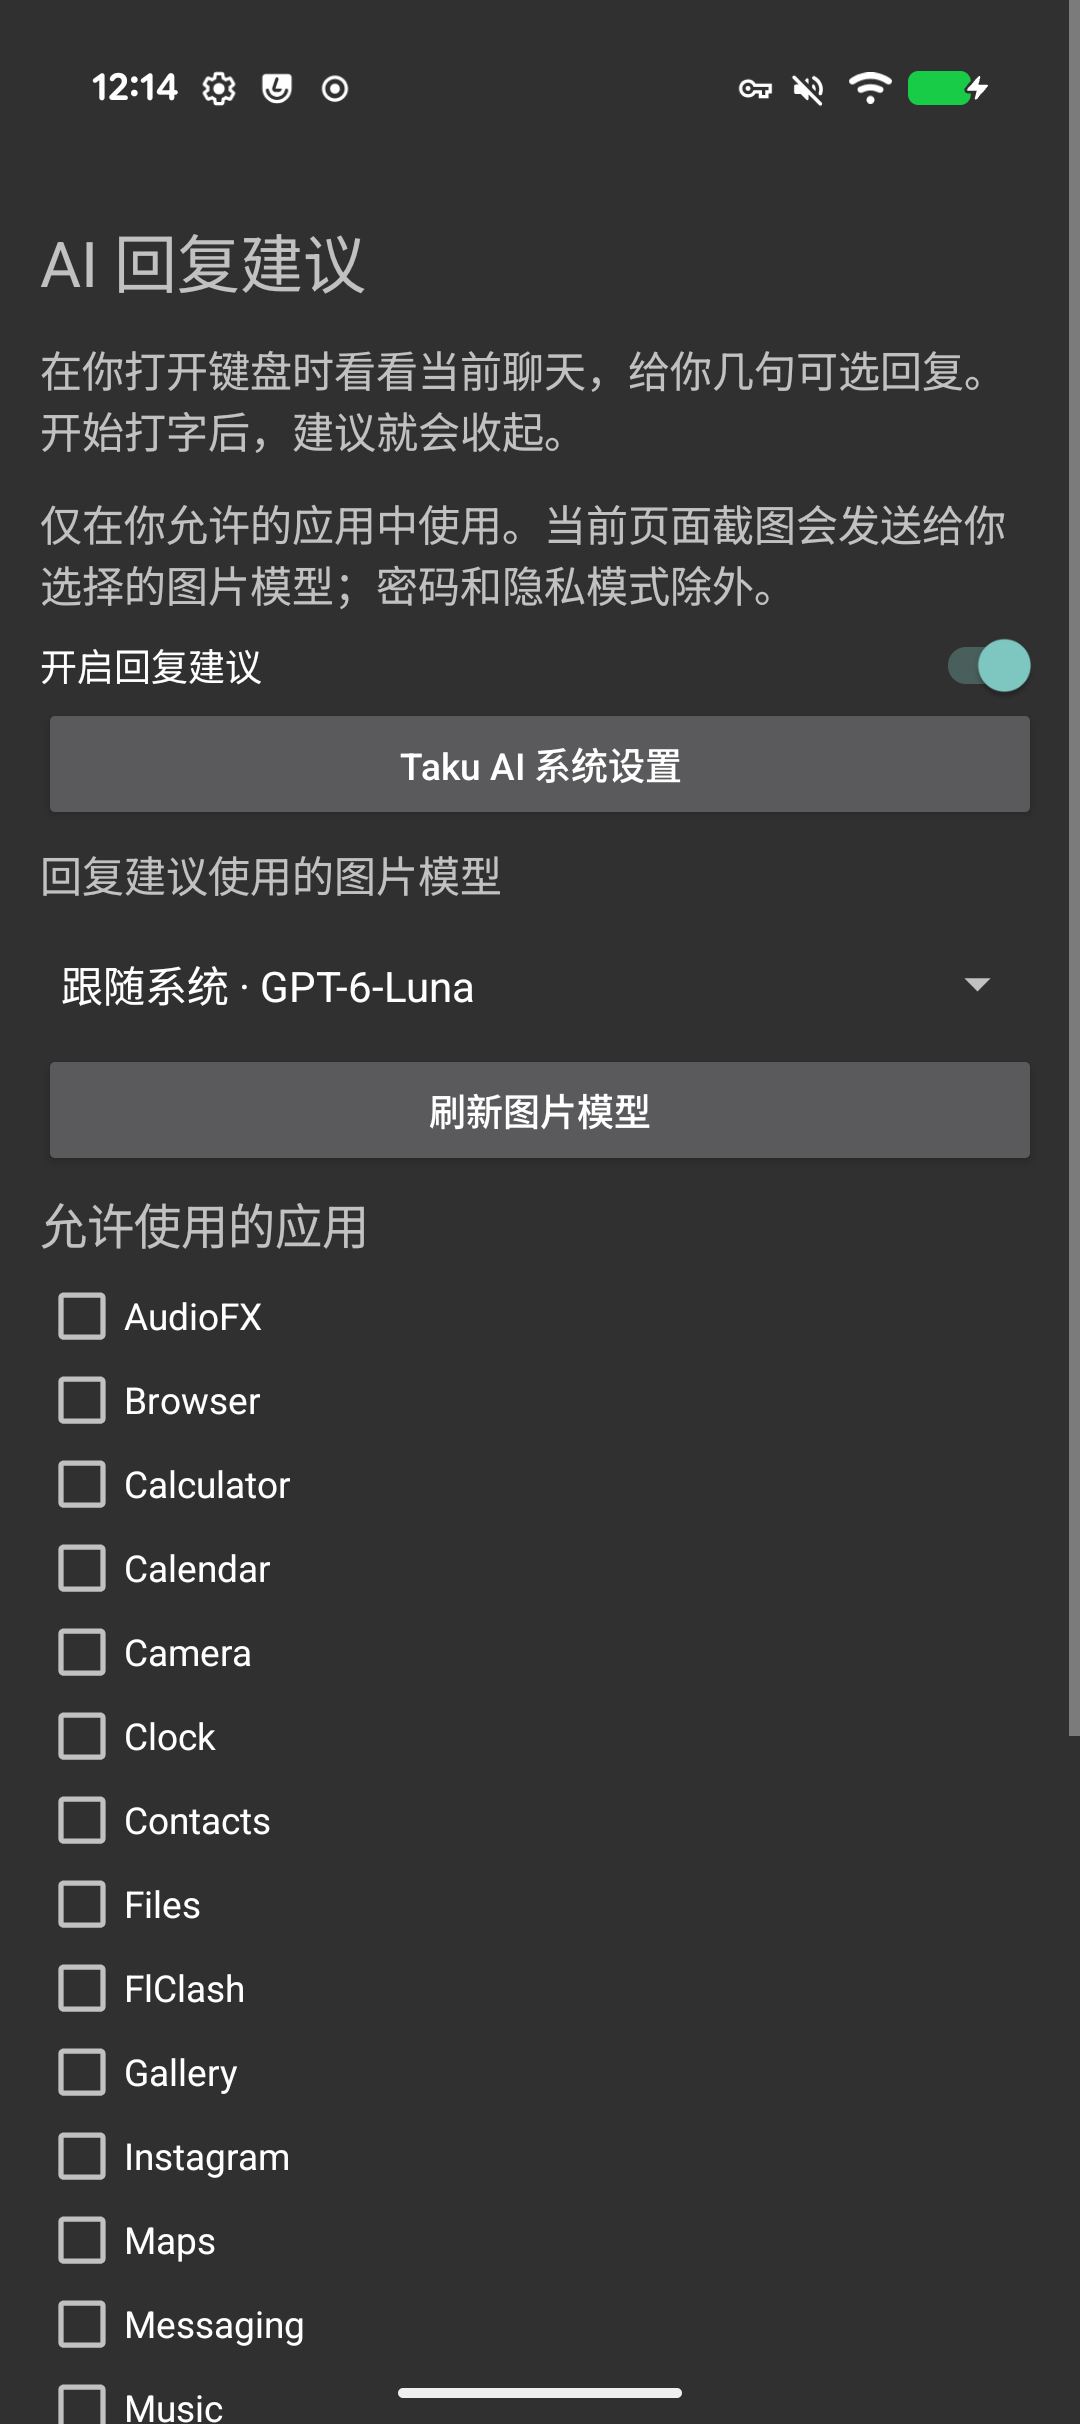 12:14
AI 回复建议
在你打开键盘时看看当前聊天，给你几句可选回复。
开始打字后，建议就会收起。
仅在你允许的应用中使用。当前页面截图会发送给你
选择的图片模型；密码和隐私模式除外。
开启回复建议
Taku AI 系统设置
回复建议使用的图片模型
跟随系统 · GPT-6-Luna
刷新图片模型
允许使用的应用
AudioFX
Browser
Calculator
Calendar
Camera
Clock
Contacts
Files
FlClash
Gallery
Instagram
Maps
Messaging
Music